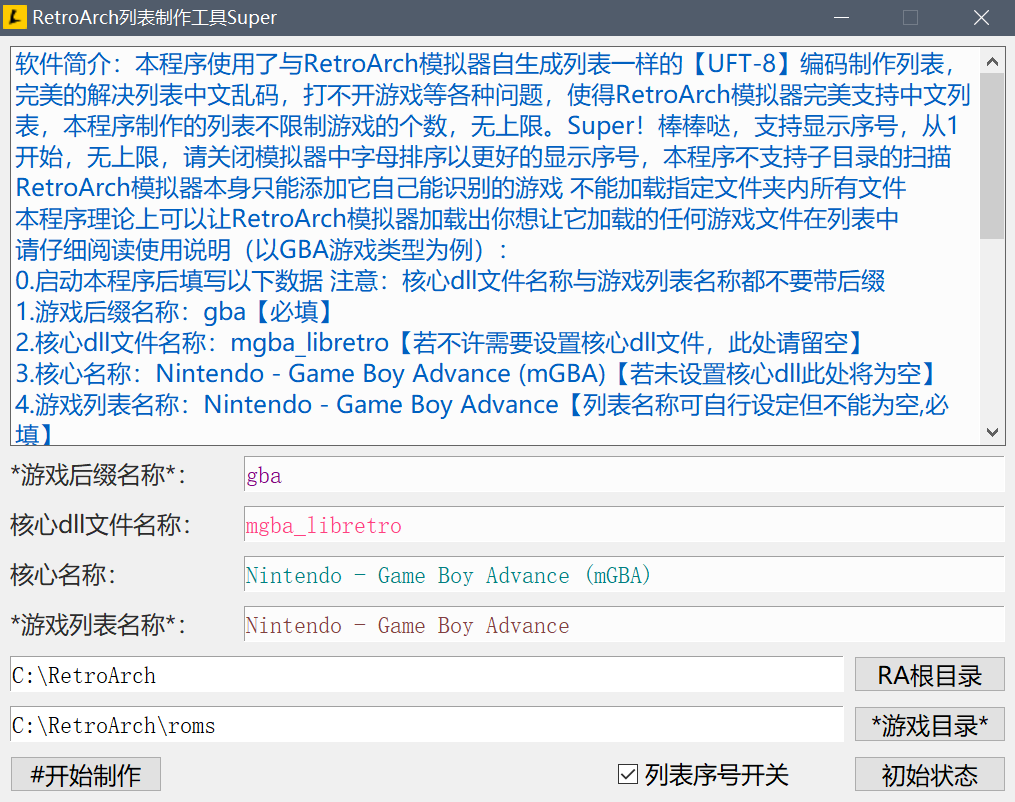 RetroArch列表制作工具Super
软件简介：本程序使用了与RetroArch模拟器自生成列表一样的【UFT-8】编码制作列表，
完美的解决列表中文乱码，打不开游戏等各种问题，使得RetroArch模拟器完美支持中文列
表，本程序制作的列表不限制游戏的个数，无上限。Super！棒棒哒，支持显示序号，从1
开始，无上限，请关闭模拟器中字母排序以更好的显示序号，本程序不支持子目录的扫描
RetroArch模拟器本身只能添加它自己能识别的游戏 不能加载指定文件夹内所有文件
本程序理论上可以让RetroArch模拟器加载出你想让它加载的任何游戏文件在列表中
请仔细阅读使用说明（以GBA游戏类型为例）：
0.启动本程序后填写以下数据 注意：核心dll文件名称与游戏列表名称都不要带后缀
1.游戏后缀名称：gba【必填】
2.核心dll文件名称：mgba_libretro【若不许需要设置核心dll文件，此处请留空】
3.核心名称：Nintendo - Game Boy Advance (mGBA)【若未设置核心dll此处将为空】
4.游戏列表名称：Nintendo - Game Boy Advance【列表名称可自行设定但不能为空,必
填】
*游戏后缀名称*： gba
核心dll文件名称： mgba_libretro
核心名称： Nintendo - Game Boy Advance (mGBA)
*游戏列表名称*： Nintendo - Game Boy Advance
C:\RetroArch RA根目录
C:\RetroArch\roms *游戏目录*
#开始制作 列表序号开关 初始状态